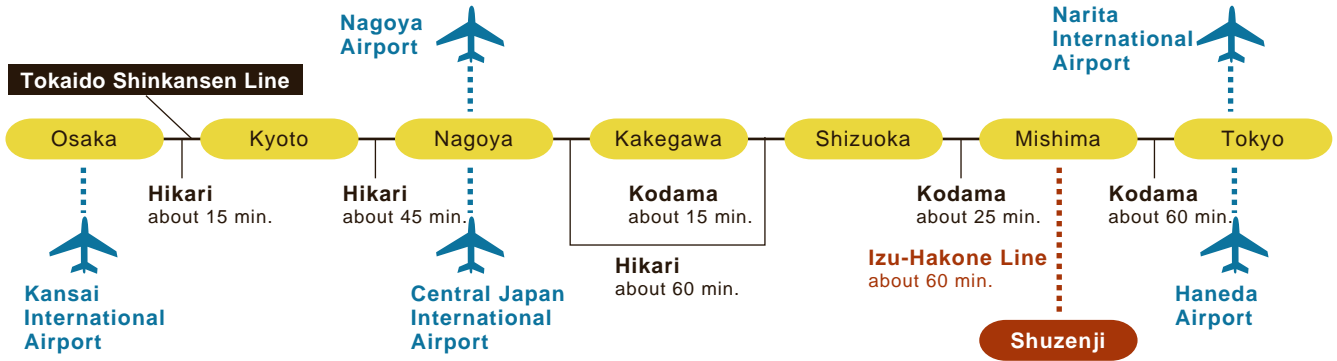 Nagoya
Airport
Narita
International
Airport
Tokaido Shinkansen Line
Osaka
Kyoto
Nagoya
Kakegawa
Shizuoka
Mishima
Tokyo
Hikari
about 15 min.
Hikari
about 45 min.
Kodama
about 15 min.
Kodama
about 25 min.
Kodama
about 60 min.
Hikari
about 60 min.
Izu-Hakone Line
about 60 min.
Kansai
International
Airport
Central Japan
International
Airport
Haneda
Airport
Shuzenji